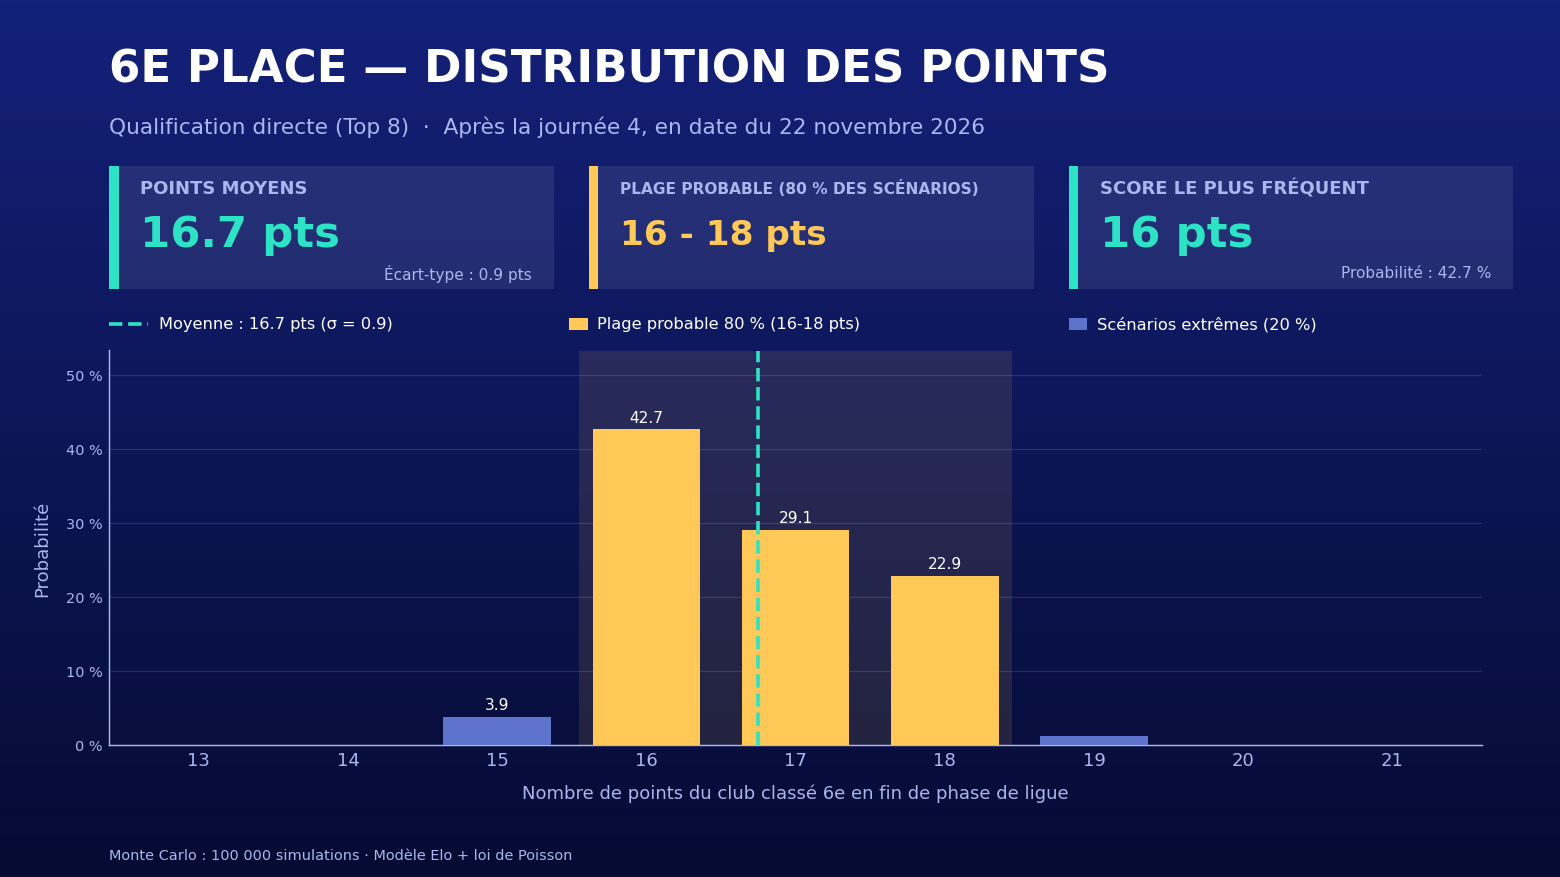 6E PLACE — DISTRIBUTION DES POINTS
Qualification directe (Top 8) · Après la journée 4, en date du 22 novembre 2026
POINTS MOYENS
16.7 pts
Écart-type : 0.9 pts
PLAGE PROBABLE (80 % DES SCÉNARIOS)
16 - 18 pts
SCORE LE PLUS FRÉQUENT
16 pts
Probabilité : 42.7 %
Moyenne : 16.7 pts (σ = 0.9)
Plage probable 80 % (16-18 pts)
Scénarios extrêmes (20 %)
Probabilité
50 %
40 %
30 %
20 %
10 %
0 %
3.9
42.7
29.1
22.9
13 14 15 16 17 18 19 20 21
Nombre de points du club classé 6e en fin de phase de ligue
Monte Carlo : 100 000 simulations · Modèle Elo + loi de Poisson